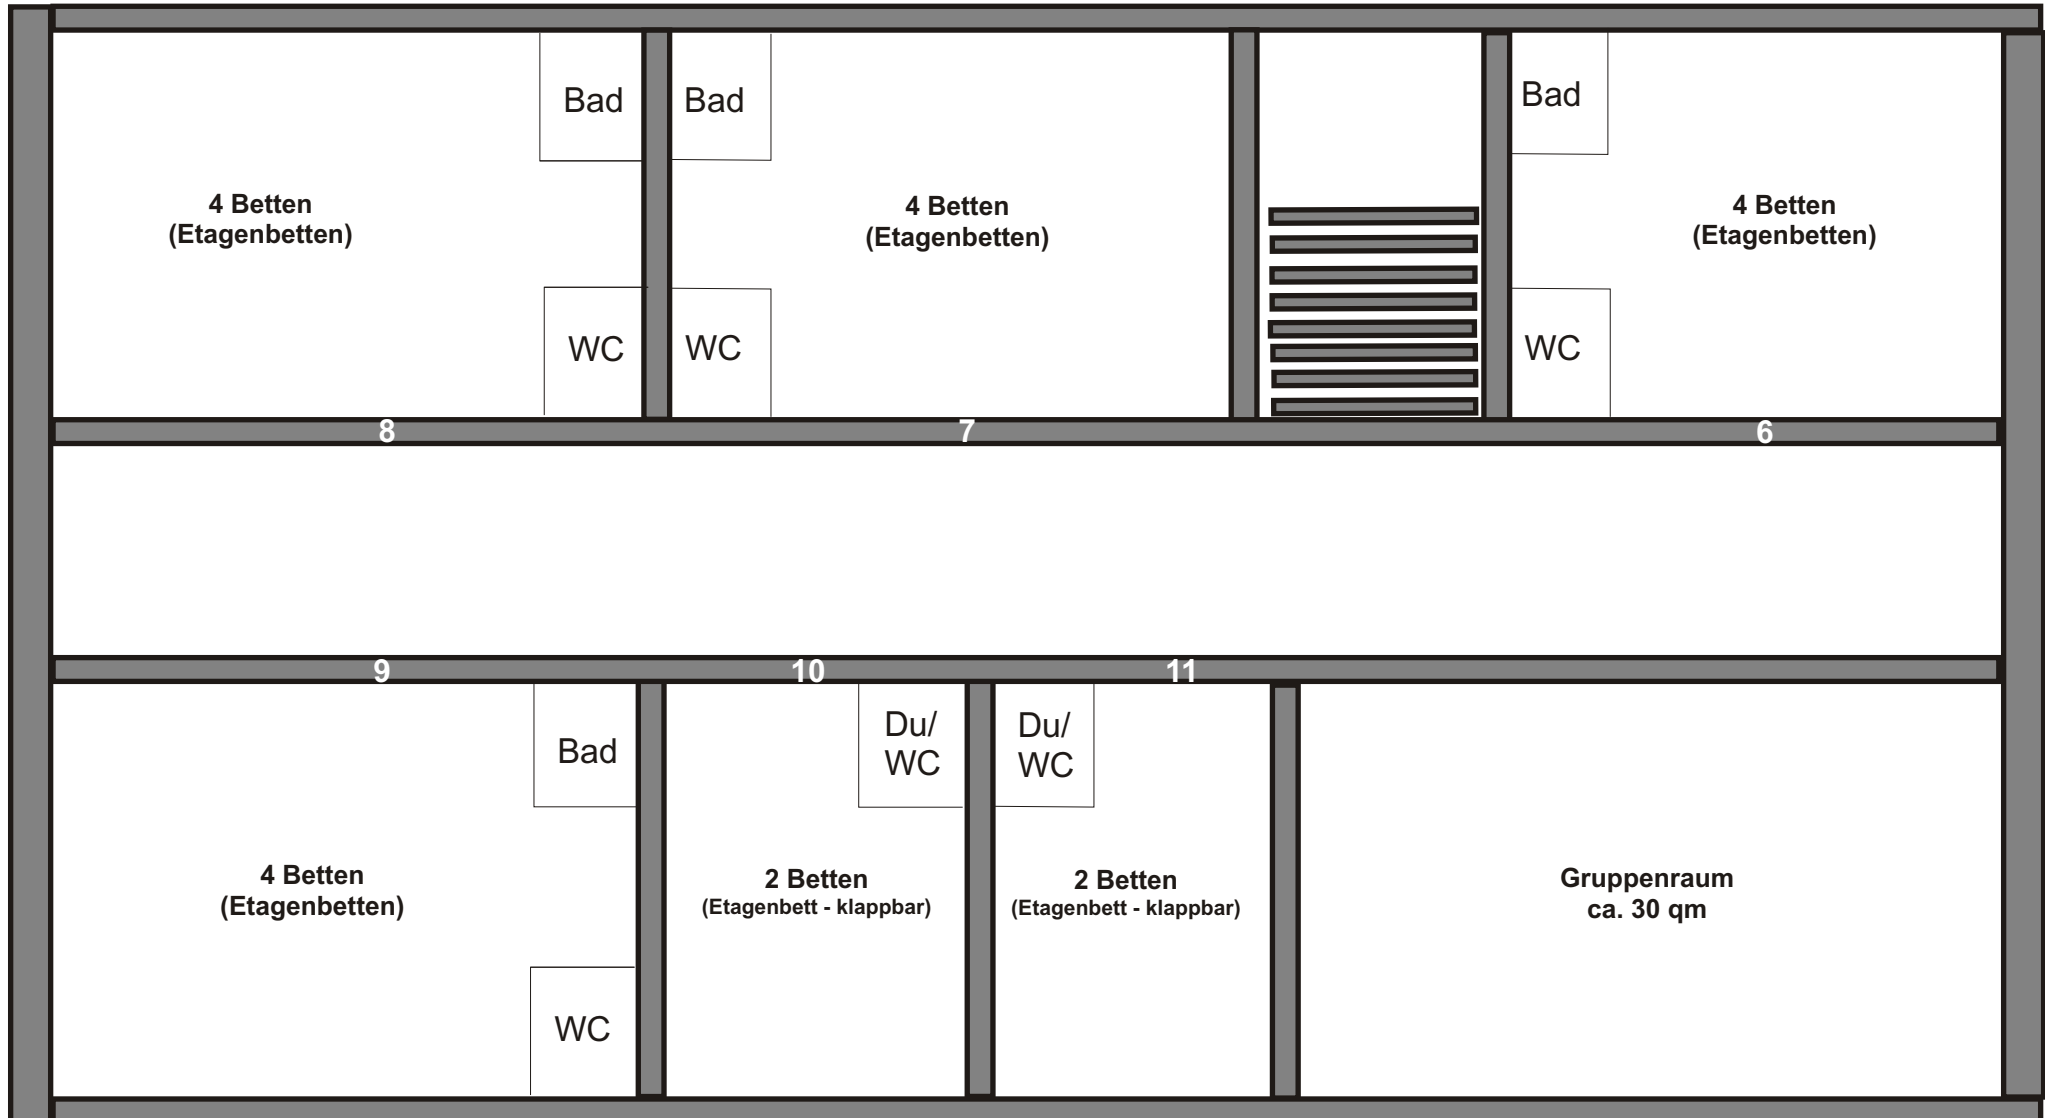 Bad
Bad
Bad
4 Betten
(Etagenbetten)
4 Betten
(Etagenbetten)
4 Betten
(Etagenbetten)
WC
WC
WC
8
7
6
9
10
11
Bad
Du/
WC
Du/
WC
4 Betten
(Etagenbetten)
2 Betten
(Etagenbett - klappbar)
2 Betten
(Etagenbett - klappbar)
Gruppenraum
ca. 30 qm
WC